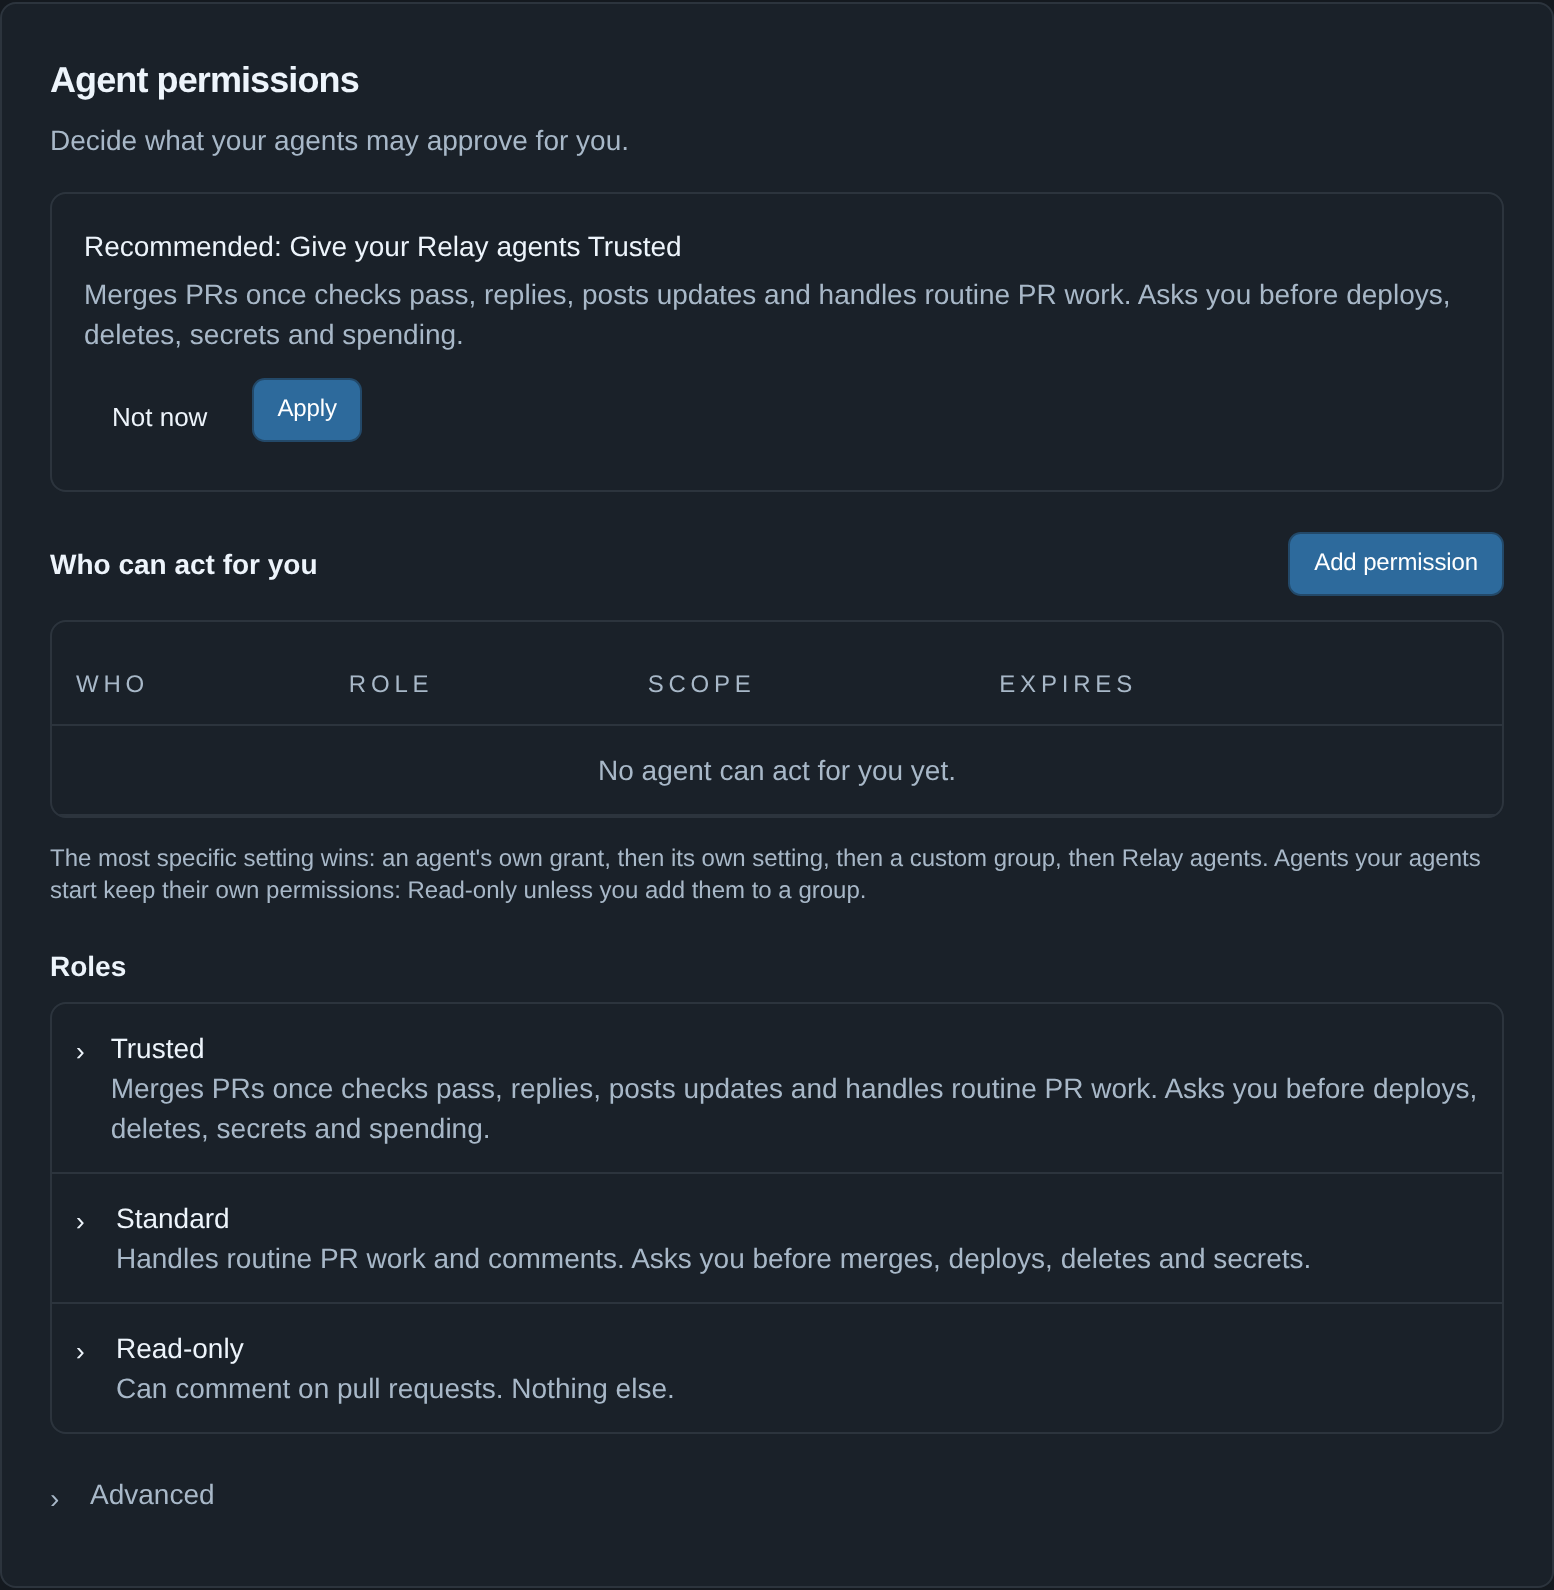 Agent permissions
Decide what your agents may approve for you.
Recommended: Give your Relay agents Trusted
Merges PRs once checks pass, replies, posts updates and handles routine PR work. Asks you before deploys,
deletes, secrets and spending.
Not now
Apply
Who can act for you
Add permission
WHO ROLE SCOPE EXPIRES
No agent can act for you yet.
The most specific setting wins: an agent's own grant, then its own setting, then a custom group, then Relay agents. Agents your agents
start keep their own permissions: Read-only unless you add them to a group.
Roles
› Trusted
Merges PRs once checks pass, replies, posts updates and handles routine PR work. Asks you before deploys,
deletes, secrets and spending.
› Standard
Handles routine PR work and comments. Asks you before merges, deploys, deletes and secrets.
› Read-only
Can comment on pull requests. Nothing else.
› Advanced